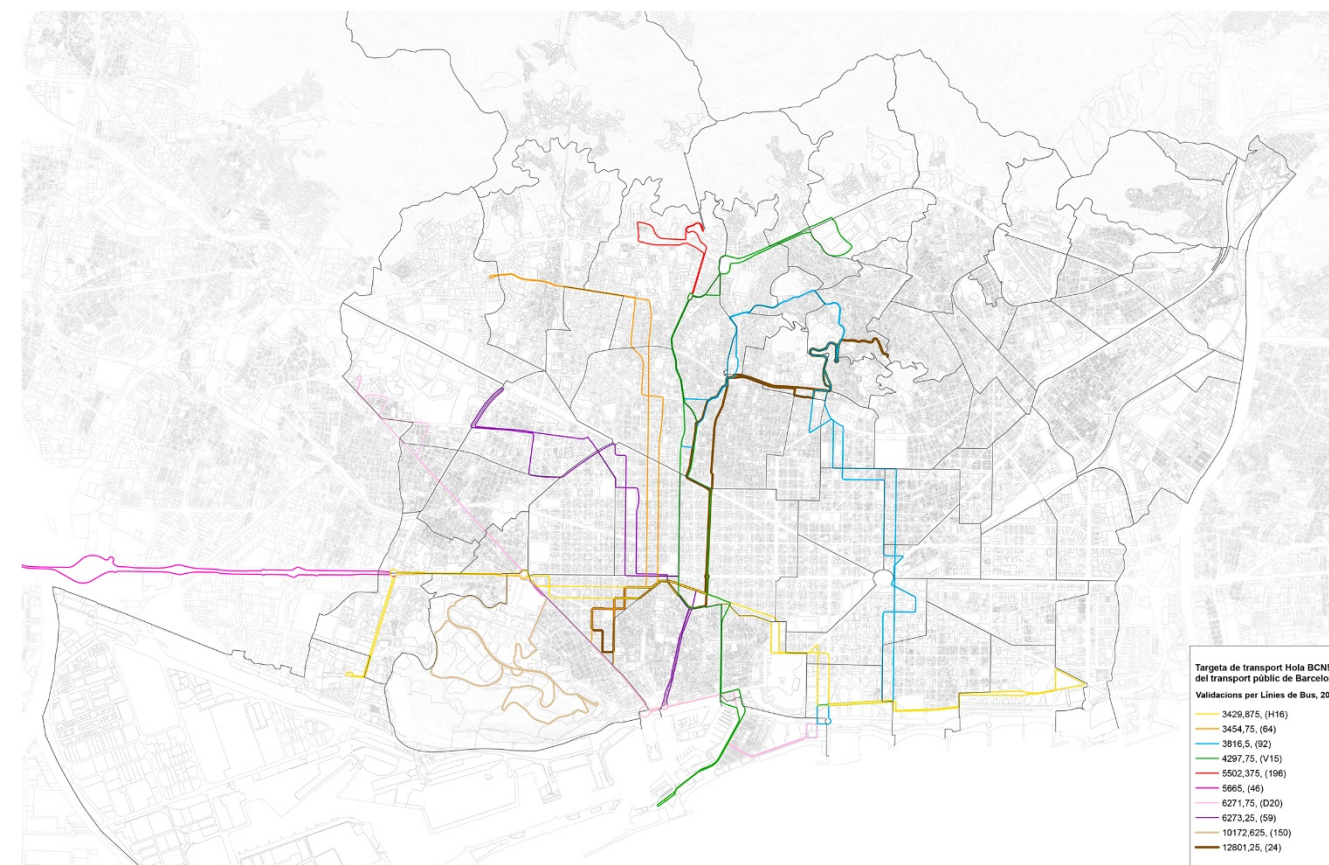 Targeta de transport Hola BCN!
del transport públic de Barcelo
Validacions per Línies de Bus, 20
3429,875, (H16)
3454,75, (64)
3816,5, (92)
4297,75, (V15)
5502,375, (196)
5665, (46)
6271,75, (D20)
6273,25, (59)
10172,625, (150)
12801,25, (24)